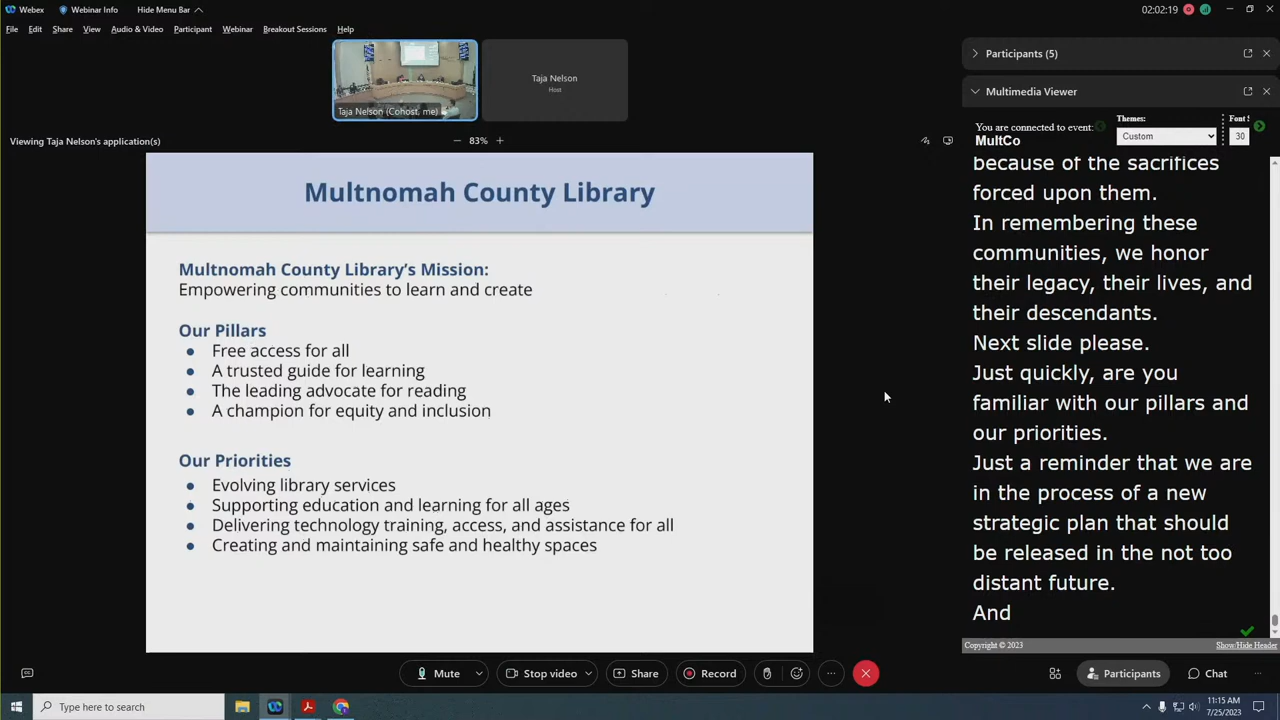 Webex
Webinar Info
Hide Menu Bar
02:02:19
File Edit Share View Audio & Video Participant Webinar Breakout Sessions Help
Taja Nelson (Cohost, me)
Taja Nelson
Host
Viewing Taja Nelson's application(s)
83%
Multnomah County Library
Multnomah County Library's Mission:
Empowering communities to learn and create
Our Pillars
Free access for all
A trusted guide for learning
The leading advocate for reading
A champion for equity and inclusion
Our Priorities
Evolving library services
Supporting education and learning for all ages
Delivering technology training, access, and assistance for all
Creating and maintaining safe and healthy spaces
Participants (5)
Multimedia Viewer
You are connected to event:
MultCo
Themes:
Custom
Font
30
because of the sacrifices
forced upon them.
In remembering these
communities, we honor
their legacy, their lives, and
their descendants.
Next slide please.
Just quickly, are you
familiar with our pillars and
our priorities.
Just a reminder that we are
in the process of a new
strategic plan that should
be released in the not too
distant future.
And
Copyright © 2023
Show/Hide Header
Mute
Stop video
Share
Record
Participants
Chat
Type here to search
11:15 AM
7/25/2023